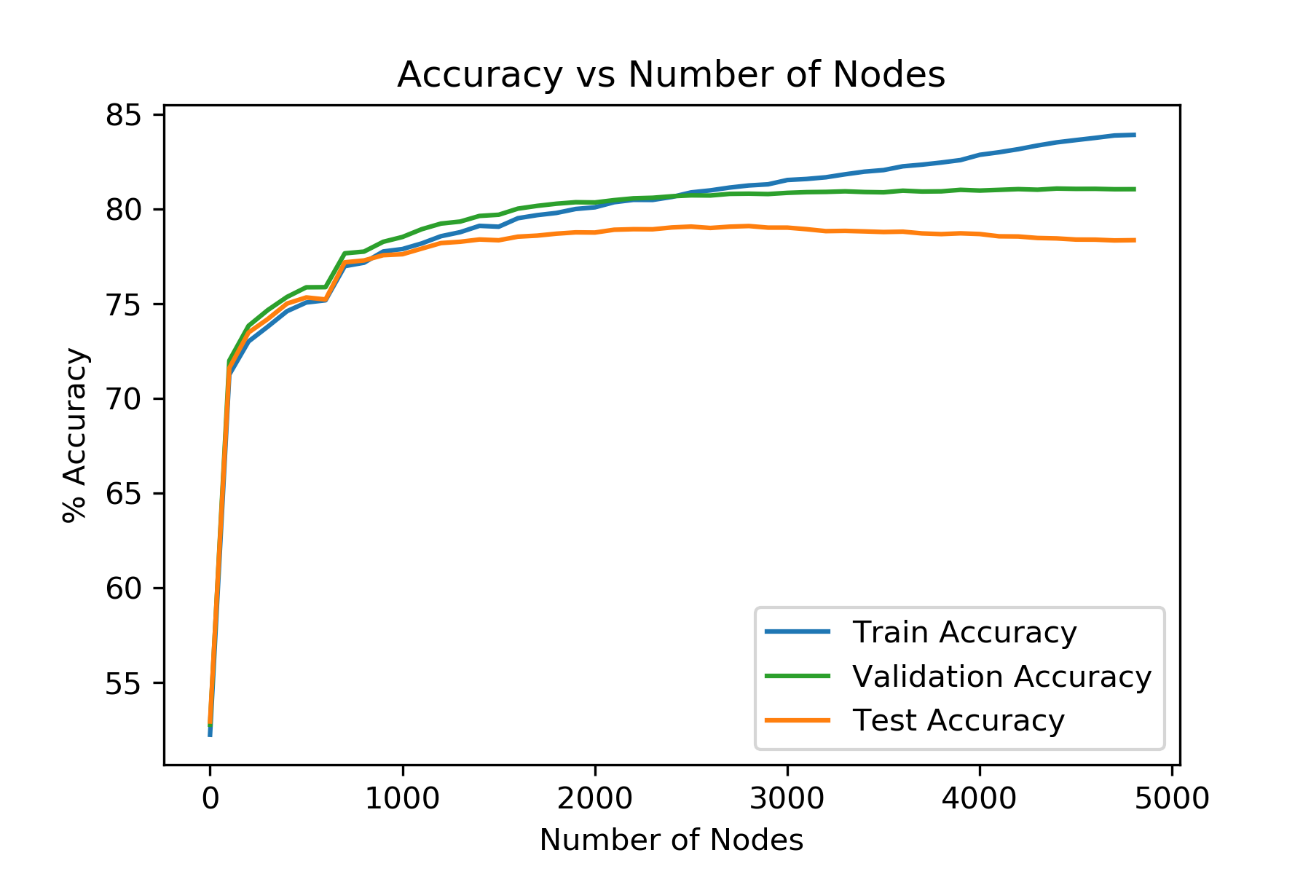 Accuracy vs Number of Nodes
85
80
75
70
65
60
55
% Accuracy
Train Accuracy
Validation Accuracy
Test Accuracy
0 1000 2000 3000 4000 5000
Number of Nodes